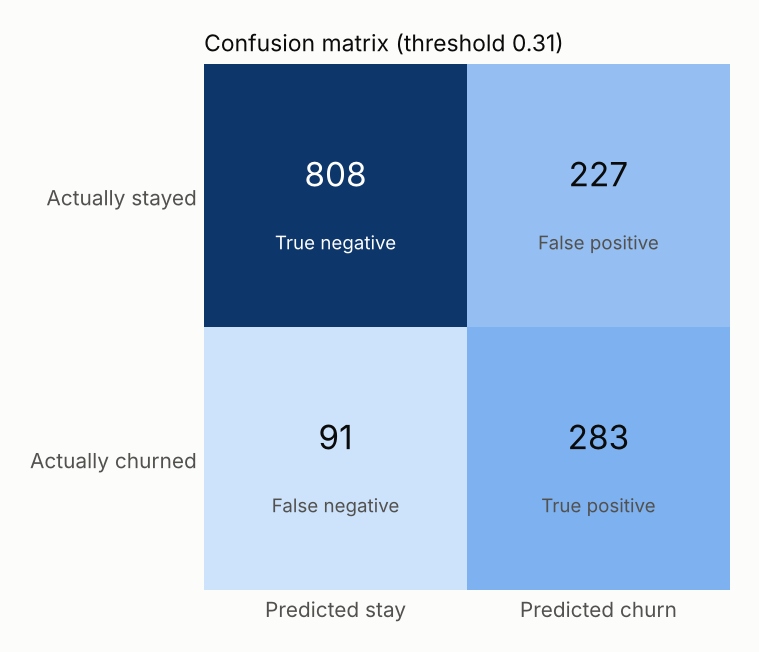 Confusion matrix (threshold 0.31)
808
227
Actually stayed
True negative
False positive
91
283
Actually churned
False negative
True positive
Predicted stay
Predicted churn